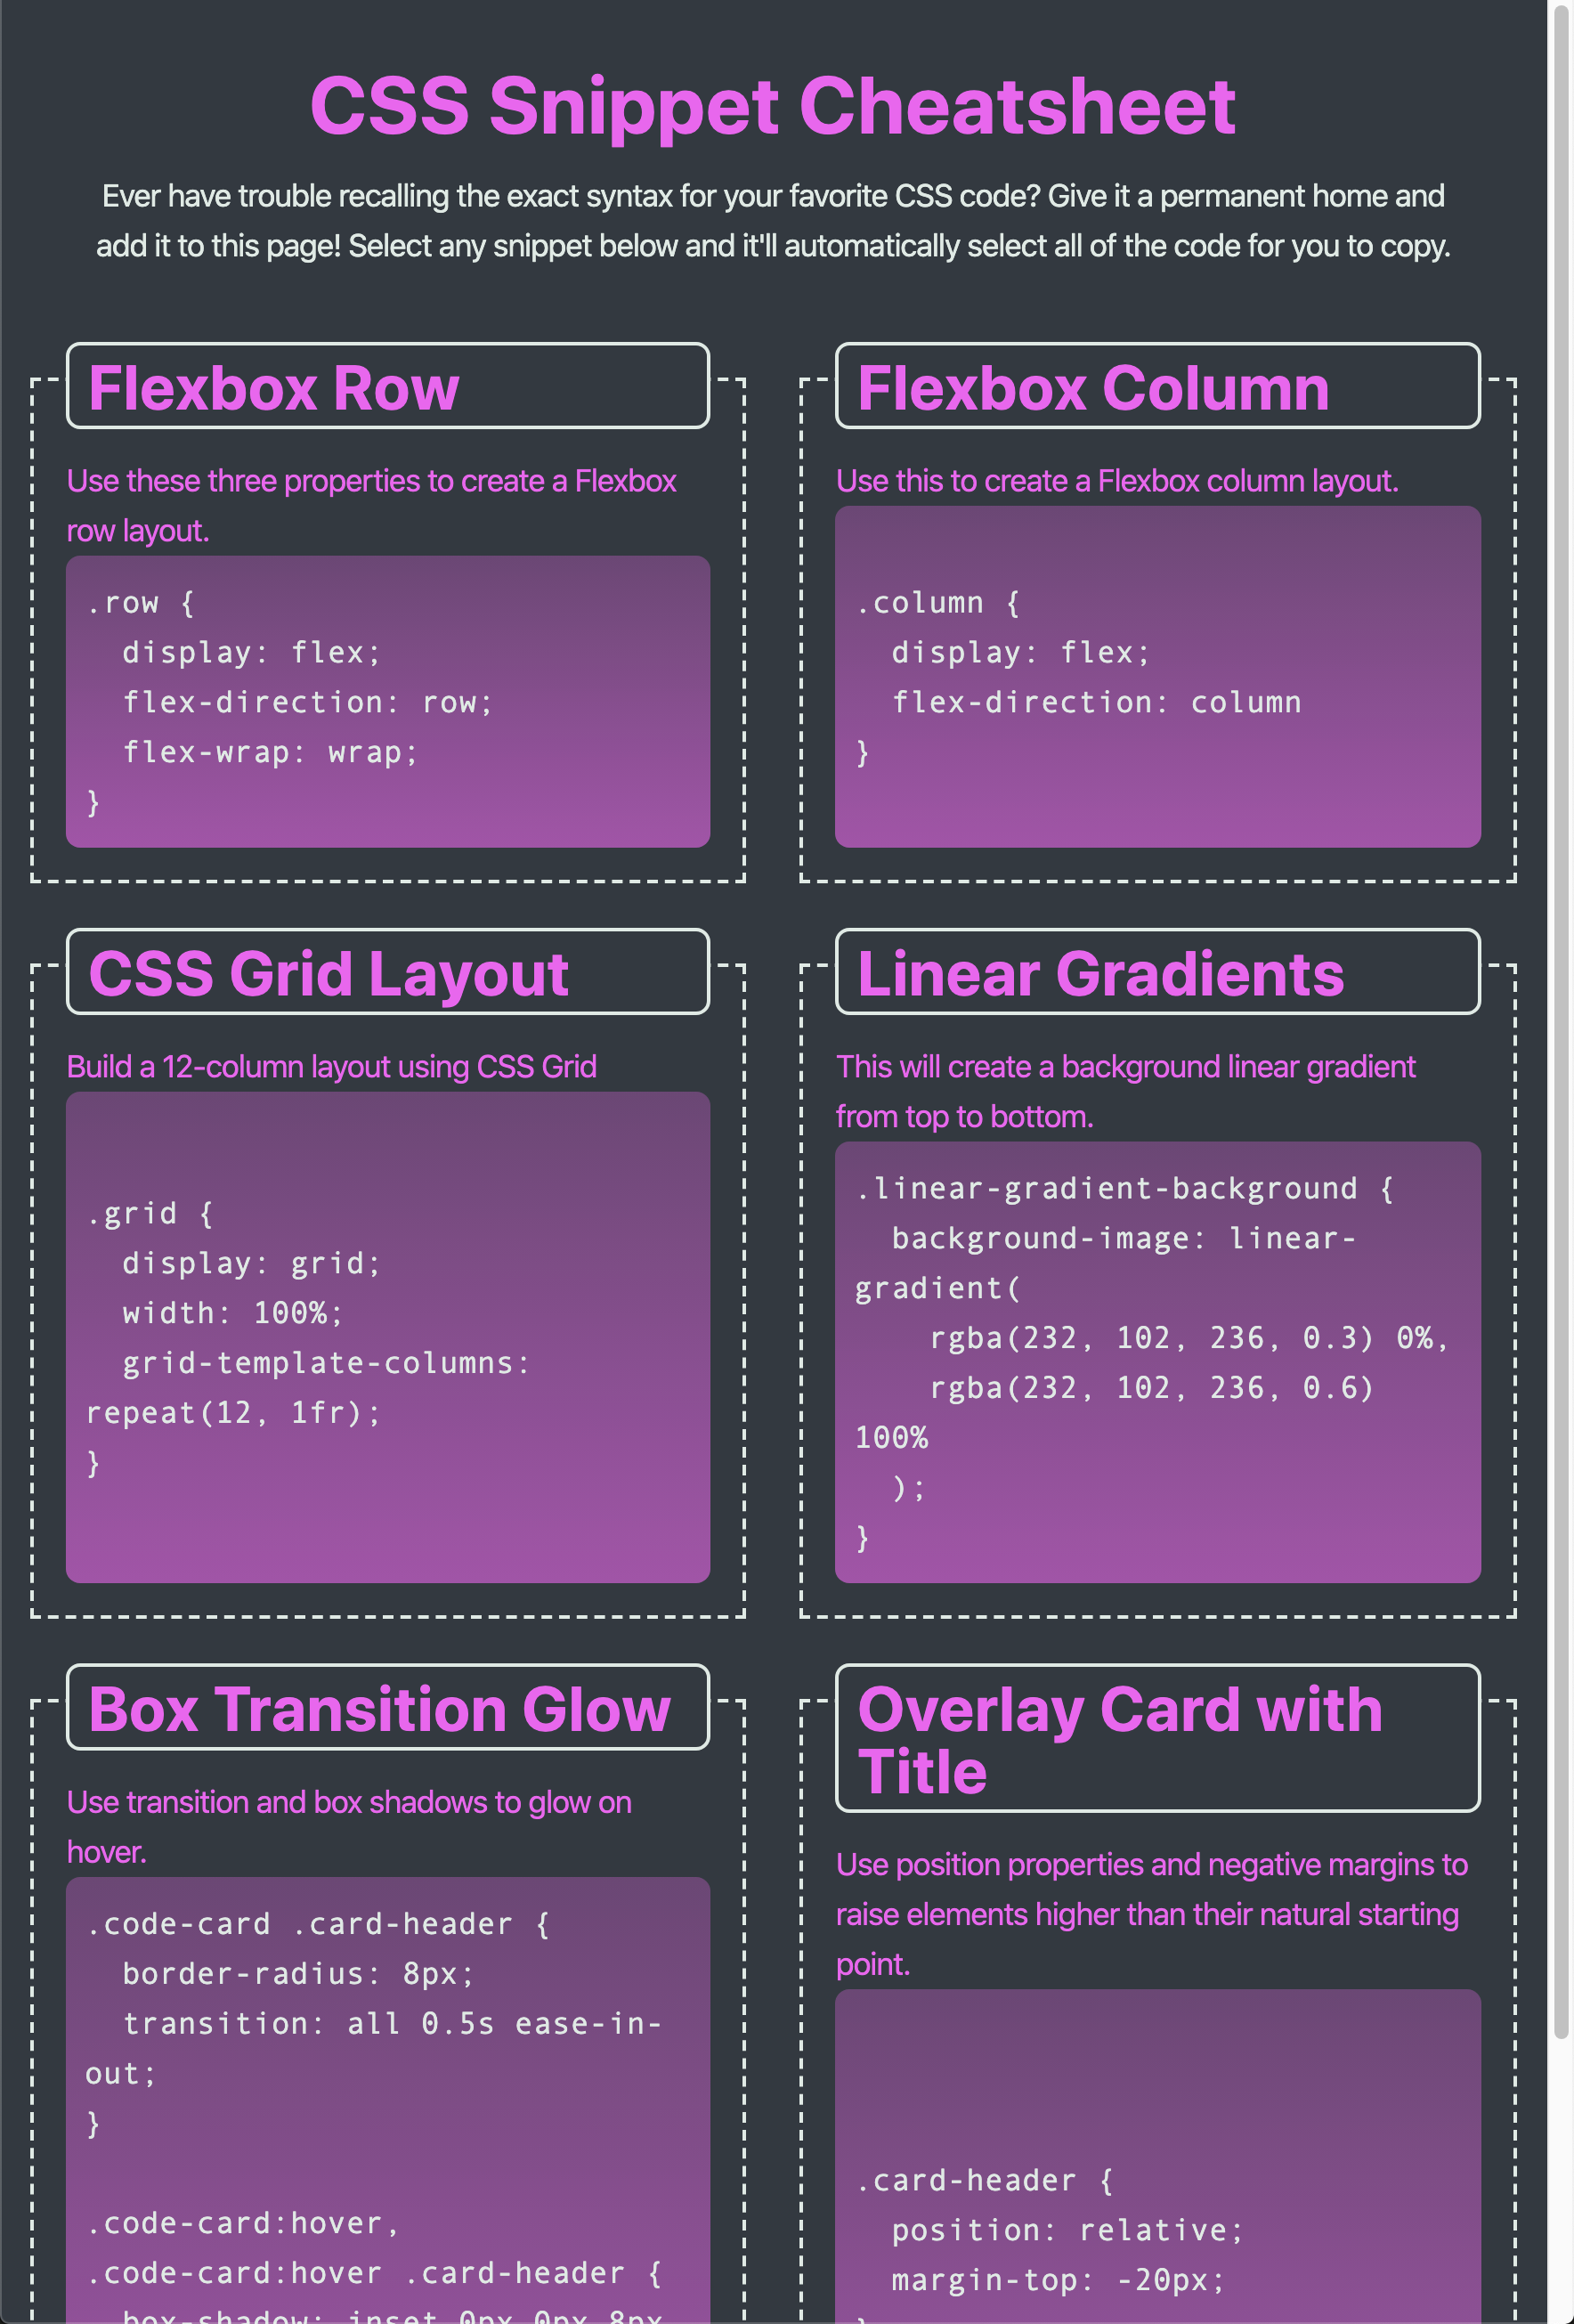 CSS Snippet Cheatsheet
Ever have trouble recalling the exact syntax for your favorite CSS code? Give it a permanent home and
add it to this page! Select any snippet below and it'll automatically select all of the code for you to copy.
Flexbox Row
Use these three properties to create a Flexbox
row layout.
.row {
  display: flex;
  flex-direction: row;
  flex-wrap: wrap;
}
Flexbox Column
Use this to create a Flexbox column layout.
.column {
  display: flex;
  flex-direction: column
}
CSS Grid Layout
Build a 12-column layout using CSS Grid
.grid {
  display: grid;
  width: 100%;
  grid-template-columns:
repeat(12, 1fr);
}
Linear Gradients
This will create a background linear gradient
from top to bottom.
.linear-gradient-background {
  background-image: linear-
gradient(
    rgba(232, 102, 236, 0.3) 0%,
    rgba(232, 102, 236, 0.6)
100%
  );
}
Box Transition Glow
Use transition and box shadows to glow on
hover.
.code-card .card-header {
  border-radius: 8px;
  transition: all 0.5s ease-in-
out;
}
.code-card:hover,
.code-card:hover .card-header {
  box-shadow: inset 0px 0px 8px
Overlay Card with
Title
Use position properties and negative margins to
raise elements higher than their natural starting
point.
.card-header {
  position: relative;
  margin-top: -20px;
}